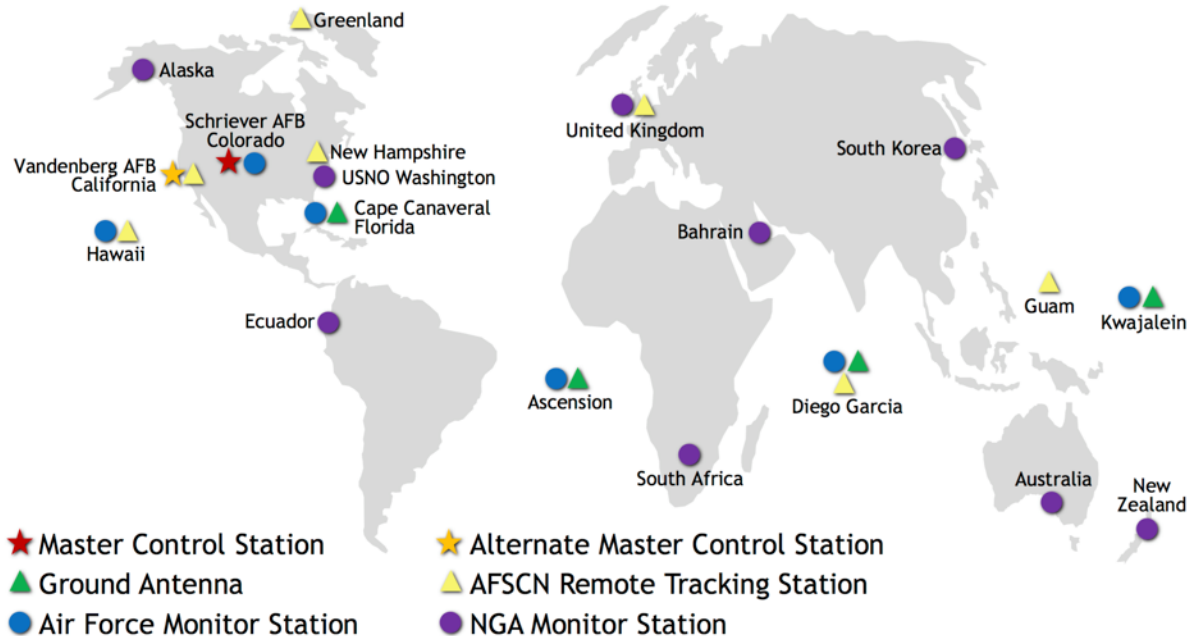 Greenland
Alaska
Schriever AFB
Colorado
United Kingdom
New Hampshire
South Korea
Vandenberg AFB
California
USNO Washington
Cape Canaveral
Florida
Bahrain
Hawaii
Guam
Kwajalein
Ecuador
Ascension
Diego Garcia
South Africa
Australia
New
Zealand
Master Control Station
Alternate Master Control Station
Ground Antenna
AFSCN Remote Tracking Station
Air Force Monitor Station
NGA Monitor Station